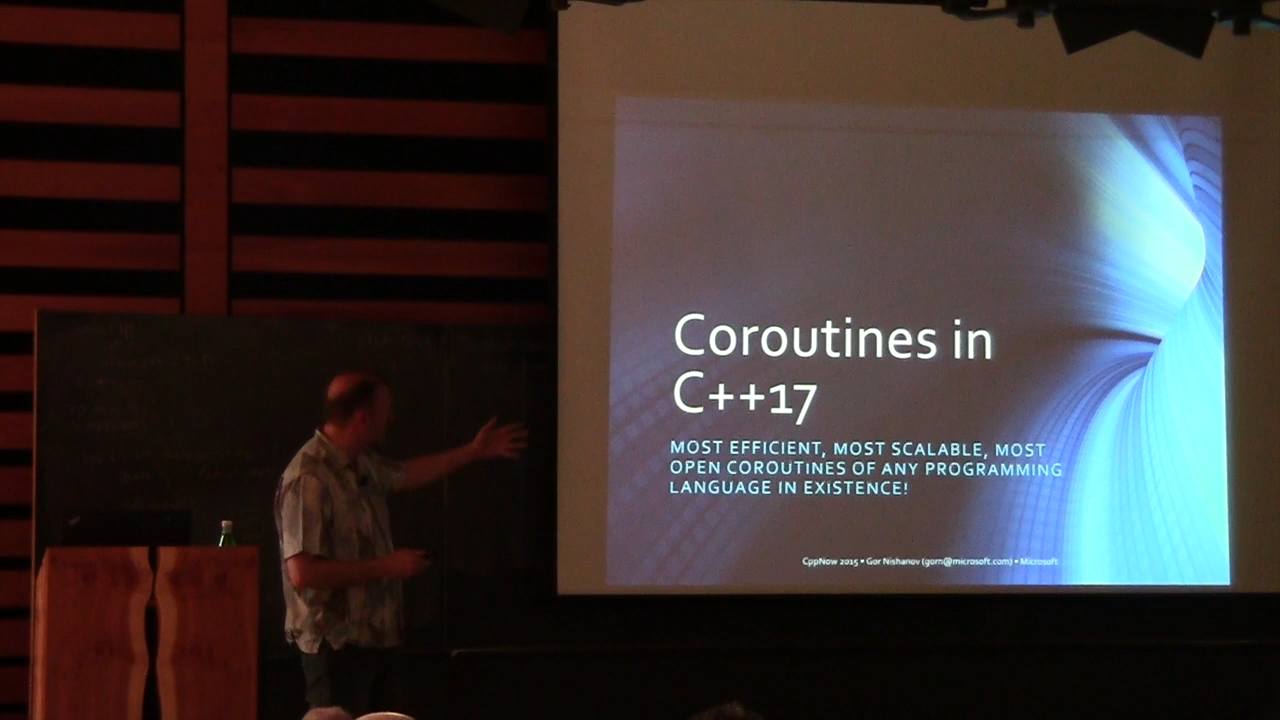 Coroutines in
C++17
MOST EFFICIENT, MOST SCALABLE, MOST
OPEN COROUTINES OF ANY PROGRAMMING
LANGUAGE IN EXISTENCE!
CppNow 2015 • Gor Nishanov (gorn@microsoft.com) • Microsoft